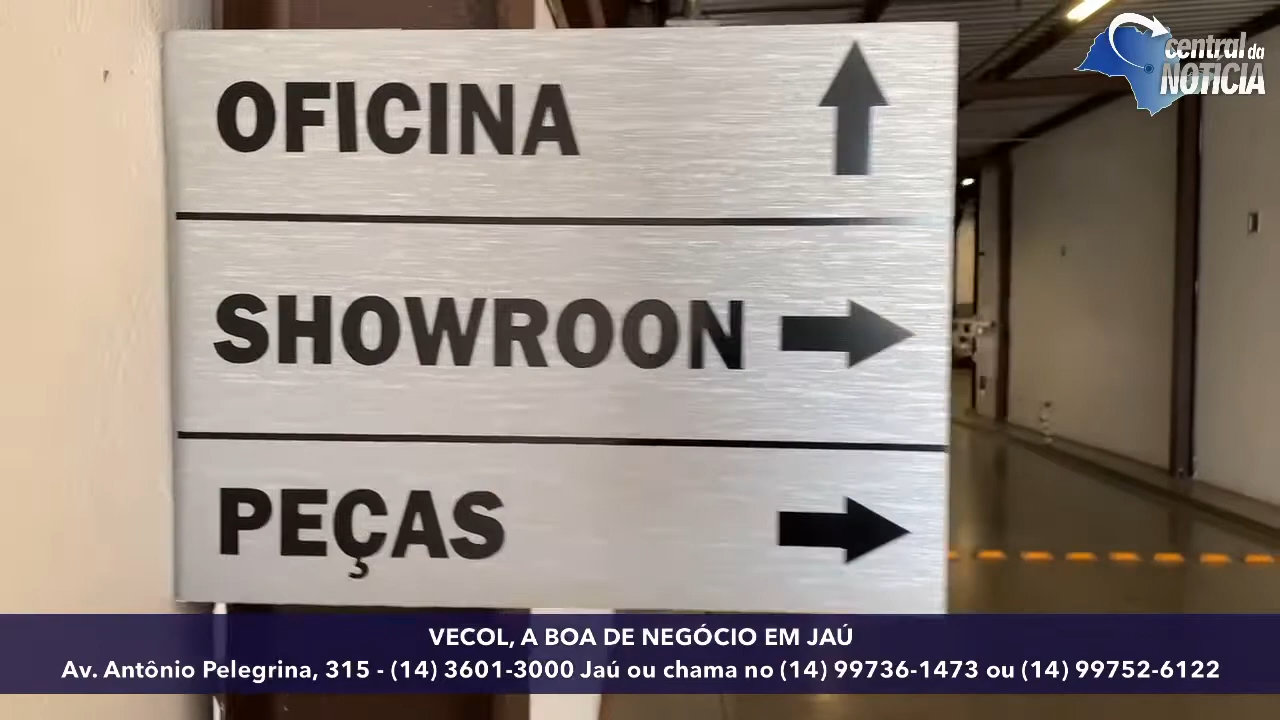 central da
NOTÍCIA
OFICINA
SHOWROON
PEÇAS
VECOL, A BOA DE NEGÓCIO EM JAÚ
Av. Antônio Pelegrina, 315 - (14) 3601-3000 Jaú ou chama no (14) 99736-1473 ou (14) 99752-6122